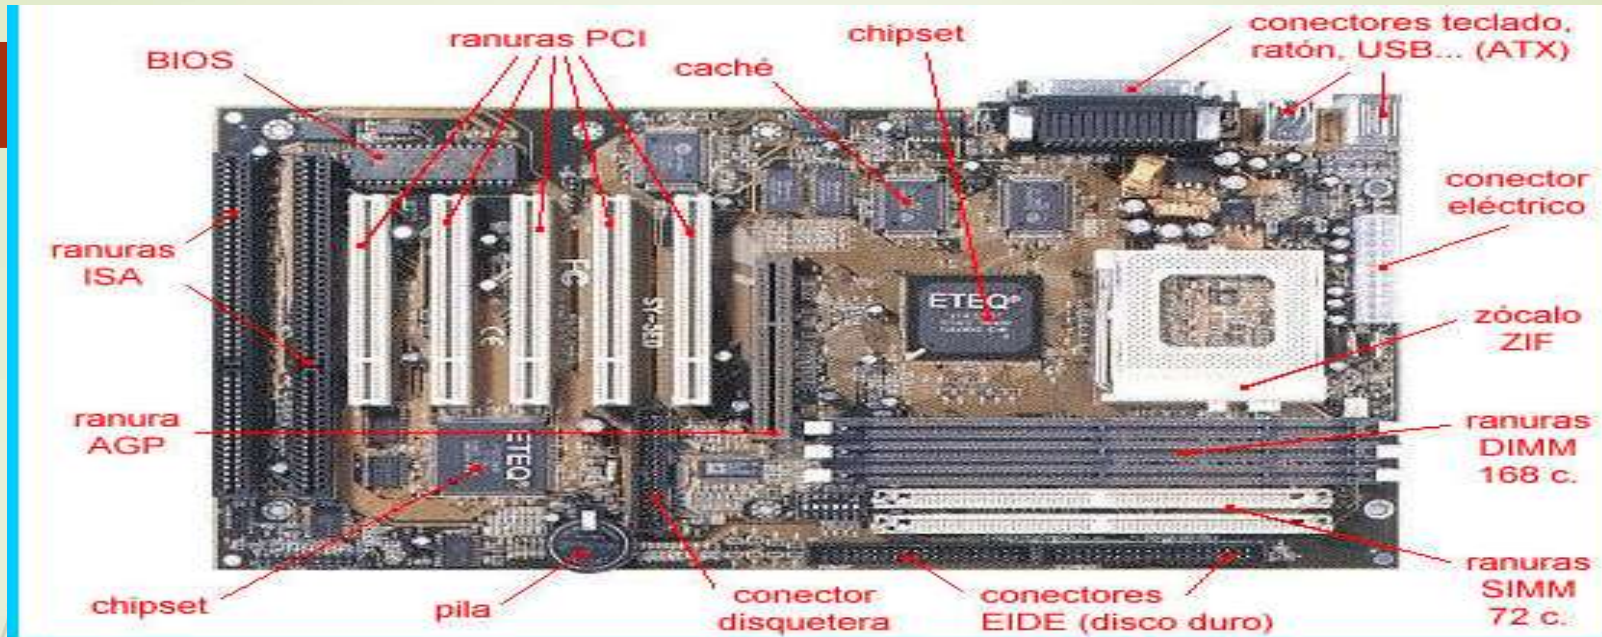 BIOS
ranuras PCI
caché
chipset
conectores teclado,
ratón, USB... (ATX)
conector
eléctrico
zócalo
ZIF
ranuras
DIMM
168 c.
ranuras
SIMM
72 c.
conectores
EIDE (disco duro)
conector
disquetera
pila
chipset
ranura
AGP
ranuras
ISA
ETEQ
ETEQ